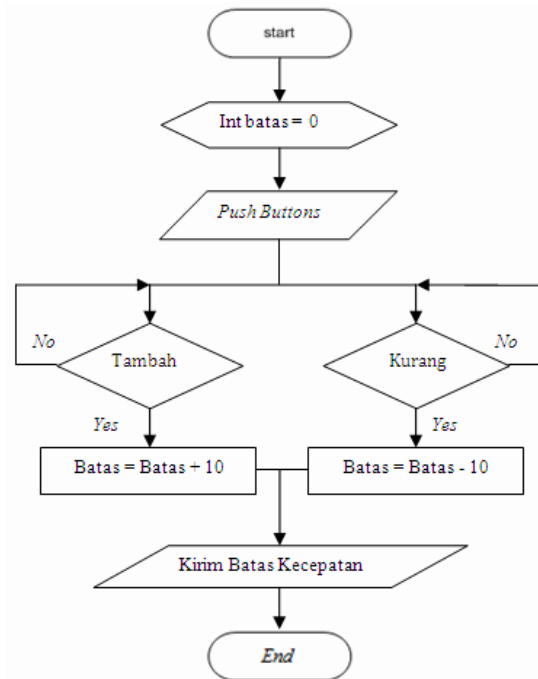 start
Int batas = 0
Push Buttons
No
Tambah
Kurang
No
Yes
Yes
Batas = Batas + 10
Batas = Batas - 10
Kirim Batas Kecepatan
End